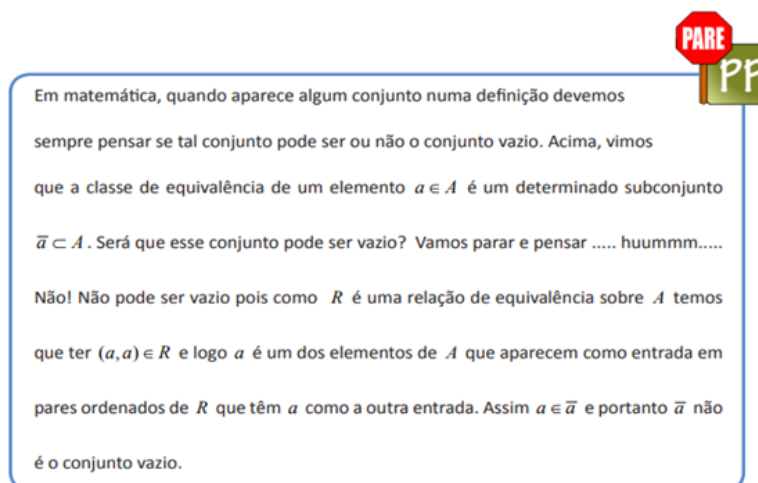 PARE
PP
Em matemática, quando aparece algum conjunto numa definição devemos
sempre pensar se tal conjunto pode ser ou não o conjunto vazio. Acima, vimos
que a classe de equivalência de um elemento a ∈ A é um determinado subconjunto
a̅ ⊂ A . Será que esse conjunto pode ser vazio? Vamos parar e pensar ..... huummm.....
Não! Não pode ser vazio pois como R é uma relação de equivalência sobre A temos
que ter (a,a) ∈ R e logo a é um dos elementos de A que aparecem como entrada em
pares ordenados de R que têm a como a outra entrada. Assim a ∈ a̅ e portanto a̅ não
é o conjunto vazio.